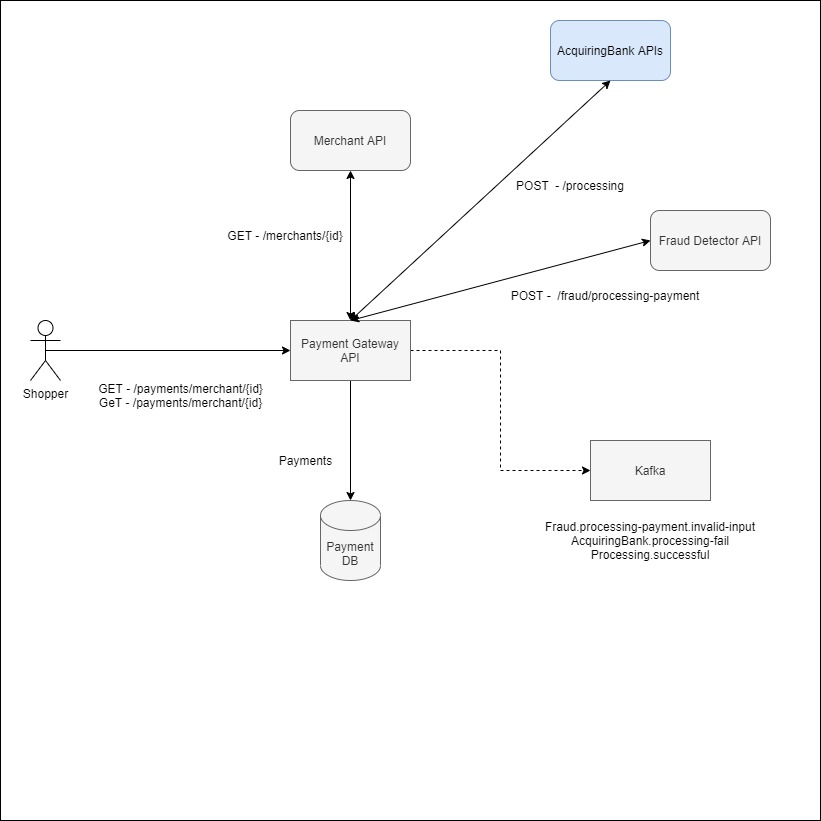 AcquiringBank APIs
Merchant API
POST - /processing
GET - /merchants/{id}
Fraud Detector API
POST - /fraud/processing-payment
Payment Gateway
API
Shopper
GET - /payments/merchant/{id}
GeT - /payments/merchant/{id}
Payments
Kafka
Payment
DB
Fraud.processing-payment.invalid-input
AcquiringBank.processing-fail
Processing.successful